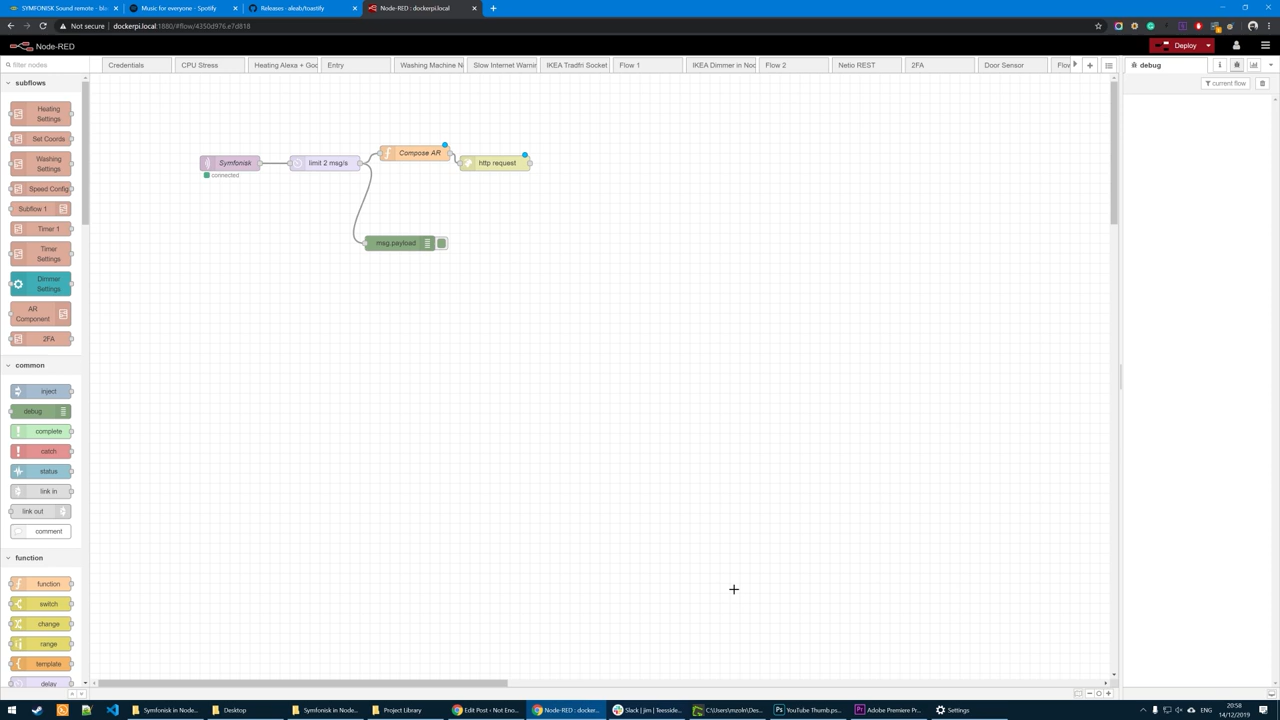 SYMFONISK Sound remote - blu
Music for everyone - Spotify
Releases · aleab/toastify
Node-RED : dockerpi.local
Not secure
dockerpi.local:1880/#flow/4350d976.e7d818
Node-RED
Deploy
filter nodes
Credentials
CPU Stress
Heating Alexa + Goo
Entry
Washing Machine N
Slow Internet Warnin
IKEA Tradfri Socket
Flow 1
IKEA Dimmer in Nod
Flow 2
Netio REST
2FA
Door Sensor
Flow
debug
subflows
current flow
Heating
Settings
Set Coords
Washing
Settings
Speed Config
Subflow 1
Timer 1
Timer
Settings
Dimmer
Settings
AR
Component
2FA
Symfonisk
connected
limit 2 msg/s
Compose AR
http request
msg.payload
common
inject
debug
complete
catch
status
link in
link out
comment
function
function
switch
change
range
template
delay
Symfonisk in Node...
Desktop
Symfonisk in Node...
Project Library
Edit Post ‹ Not Eno...
Node-RED : dockerp...
Slack | jim | Teesside...
C:\Users\mzoln\Des...
YouTube Thumb.ps...
Adobe Premiere Pr...
Settings
ENG
20:58
14/12/2019